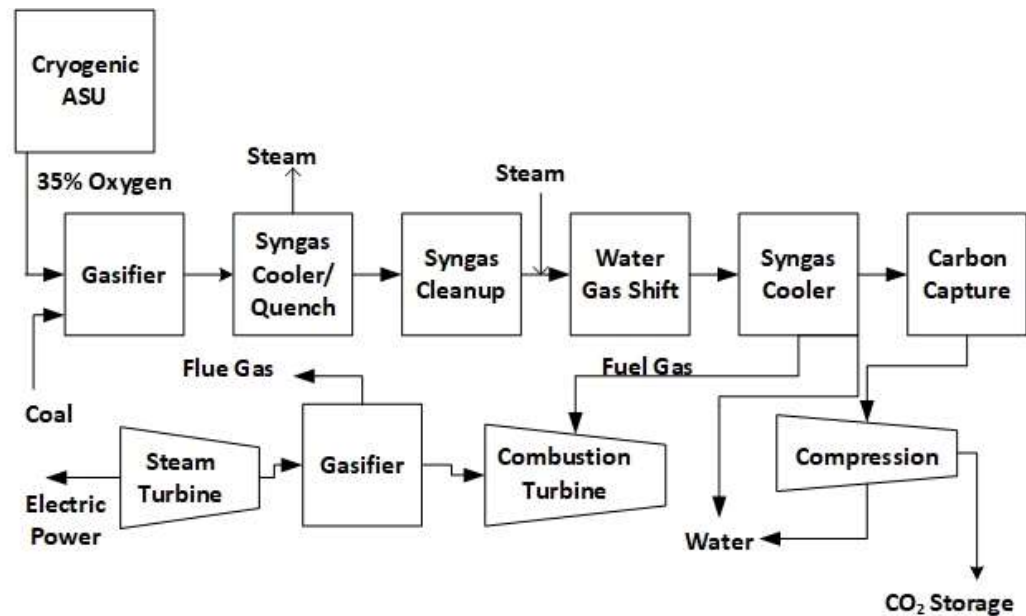 Cryogenic
ASU
35% Oxygen
Steam
Steam
Gasifier
Syngas
Cooler/
Quench
Syngas
Cleanup
Water
Gas Shift
Syngas
Cooler
Carbon
Capture
Coal
Flue Gas
Fuel Gas
Steam
Turbine
Gasifier
Combustion
Turbine
Compression
Electric
Power
Water
CO₂ Storage